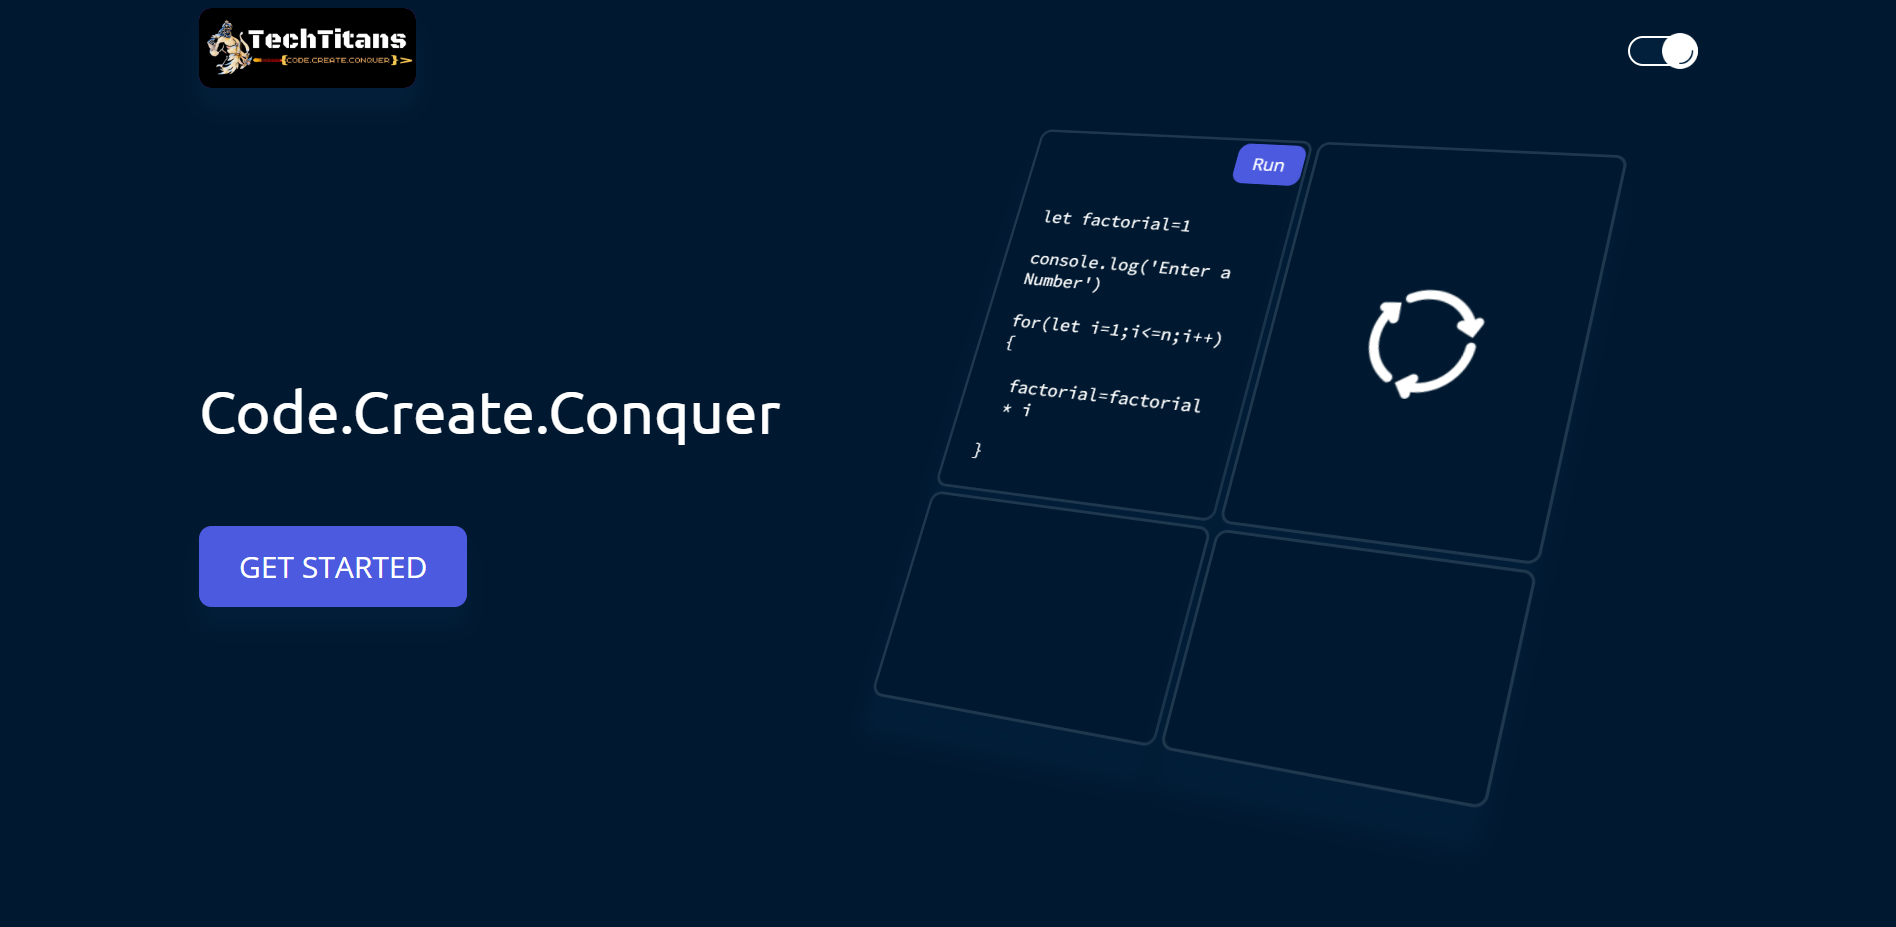 TechTitans
{CODE.CREATE.CONQUER}>
Run
let factorial=1
console.log('Enter a
Number')
for(let i=1;i<=n;i++)
{
factorial=factorial
* i
}
Code.Create.Conquer
GET STARTED